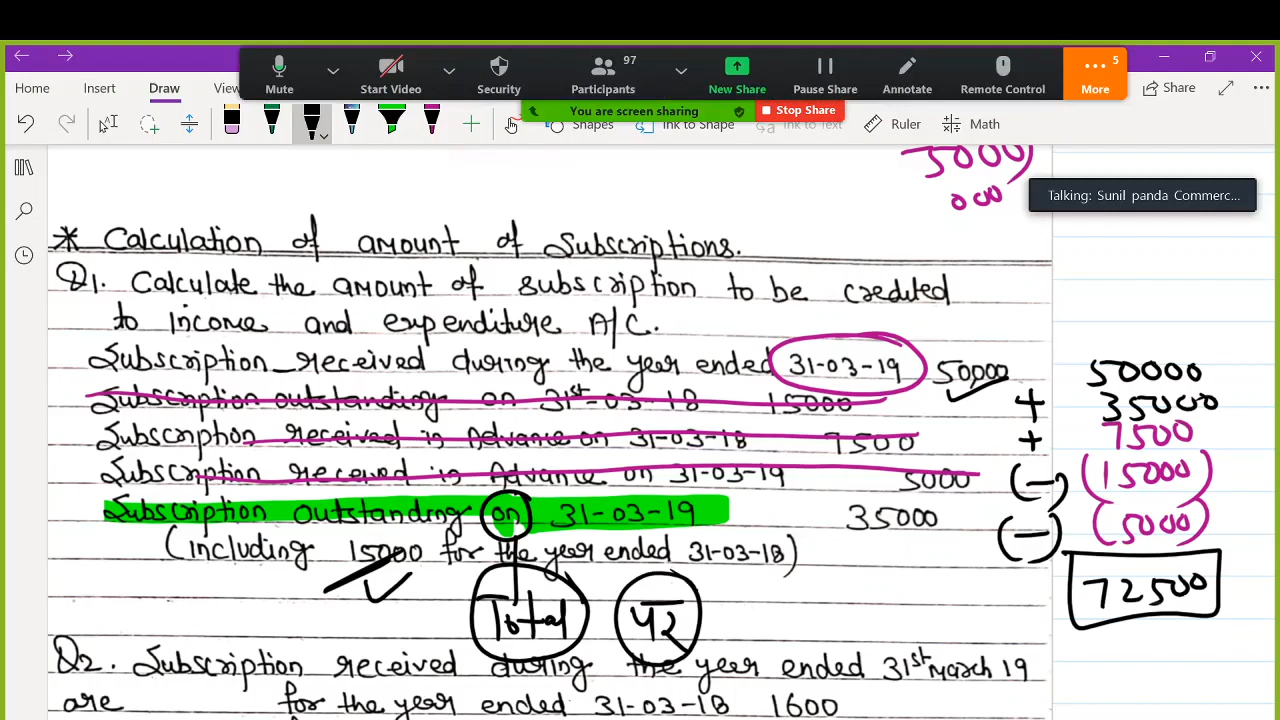 Mute
Start Video
Security
Participants
97
New Share
Pause Share
Annotate
Remote Control
More
5
You are screen sharing
Stop Share
Home
Insert
Draw
View
Share
Shapes
Ink to Shape
Ink to Text
Ruler
Math
Talking: Sunil panda Commerc...
5000)
000
* Calculation of amount of Subscriptions.
Q1. Calculate the amount of subscription to be credited
to income and expenditure A/C.
Subscription received during the year ended 31-03-19 50,000
Subscription outstanding on 31st-03-18 15000
Subscription received in Advance on 31-03-18 7500
Subscription received in Advance on 31-03-19 5000
Subscription outstanding on 31-03-19 35000
(including 15000 for the year ended 31-03-18)
Total
Q2. Subscription received during the year ended 31st March 19
are for the year ended 31-03-18 1600
50000
+ 35000
+ 7500
(-) (15000)
(-) (5000)
72500